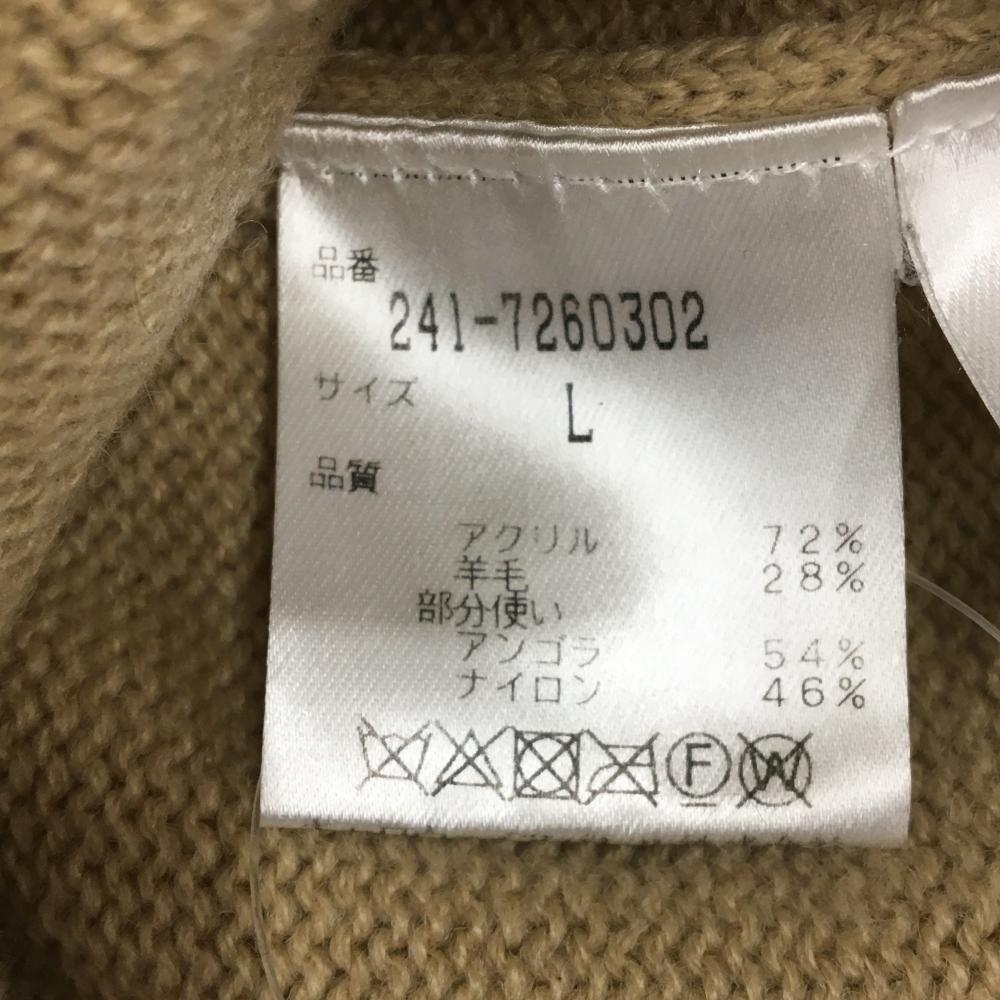 品番
241-7260302
サイズ L
品質
アクリル 72%
羊毛 28%
部分使い
アンゴラ 54%
ナイロン 46%
F W